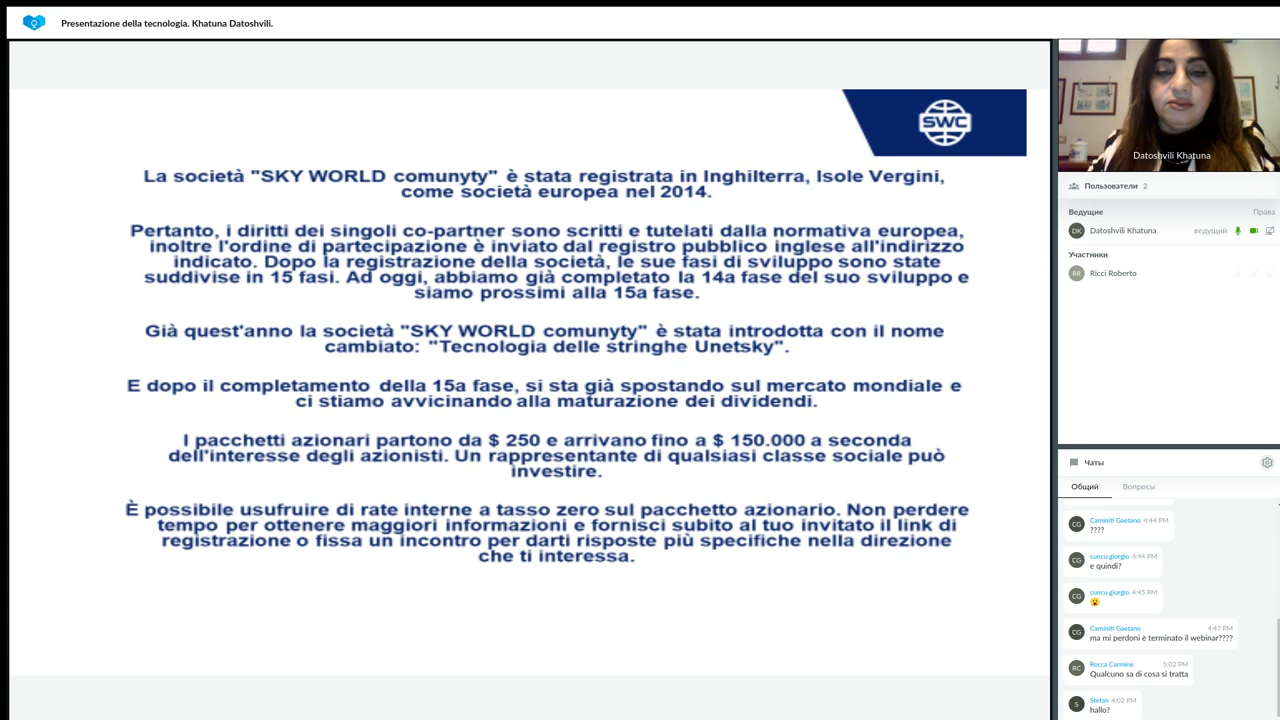 Presentazione della tecnologia. Khatuna Datoshvili.
SWC
La società "SKY WORLD comunyty" è stata registrata in Inghilterra, Isole Vergini,
come società europea nel 2014.
Pertanto, i diritti dei singoli co-partner sono scritti e tutelati dalla normativa europea,
inoltre l'ordine di partecipazione è inviato dal registro pubblico inglese all'indirizzo
indicato. Dopo la registrazione della società, le sue fasi di sviluppo sono state
suddivise in 15 fasi. Ad oggi, abbiamo già completato la 14a fase del suo sviluppo e
siamo prossimi alla 15a fase.
Già quest'anno la società "SKY WORLD comunyty" è stata introdotta con il nome
cambiato: "Tecnologia delle stringhe Unetsky".
E dopo il completamento della 15a fase, si sta già spostando sul mercato mondiale e
ci stiamo avvicinando alla maturazione dei dividendi.
I pacchetti azionari partono da $ 250 e arrivano fino a $ 150.000 a seconda
dell'interesse degli azionisti. Un rappresentante di qualsiasi classe sociale può
investire.
È possibile usufruire di rate interne a tasso zero sul pacchetto azionario. Non perdere
tempo per ottenere maggiori informazioni e fornisci subito al tuo invitato il link di
registrazione o fissa un incontro per darti risposte più specifiche nella direzione
che ti interessa.
Datoshvili Khatuna
Пользователи 2
Ведущие Права
DK Datoshvili Khatuna ведущий
Участники
RR Ricci Roberto
Чаты
Общий Вопросы
CG Caminiti Gaetano 4:44 PM
????
CG cuncu giorgio 4:44 PM
e quindi?
CG cuncu giorgio 4:45 PM
😮
CG Caminiti Gaetano 4:47 PM
ma mi perdoni è terminato il webinar????
RC Rocca Carmine 5:02 PM
Qualcuno sa di cosa si tratta
S Stefan 4:02 PM
hallo?